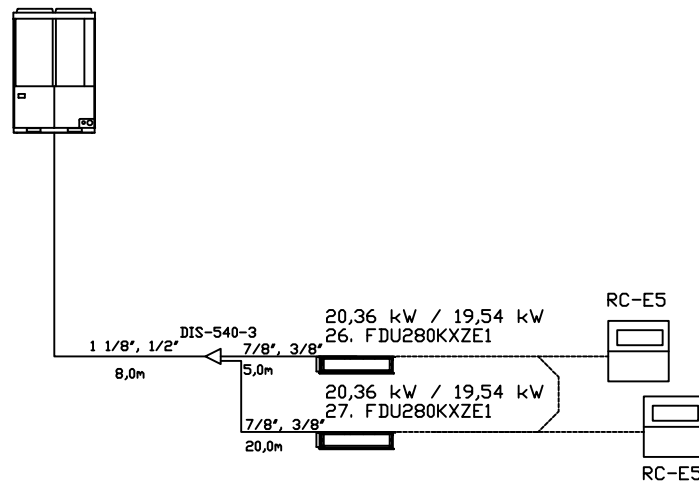 RC-E5
20,36 kW / 19,54 kW
26. FDU280KXZE1
DIS-540-3
1 1/8", 1/2"
7/8", 3/8"
8,0m
5,0m
20,36 kW / 19,54 kW
27. FDU280KXZE1
7/8", 3/8"
20,0m
RC-E5